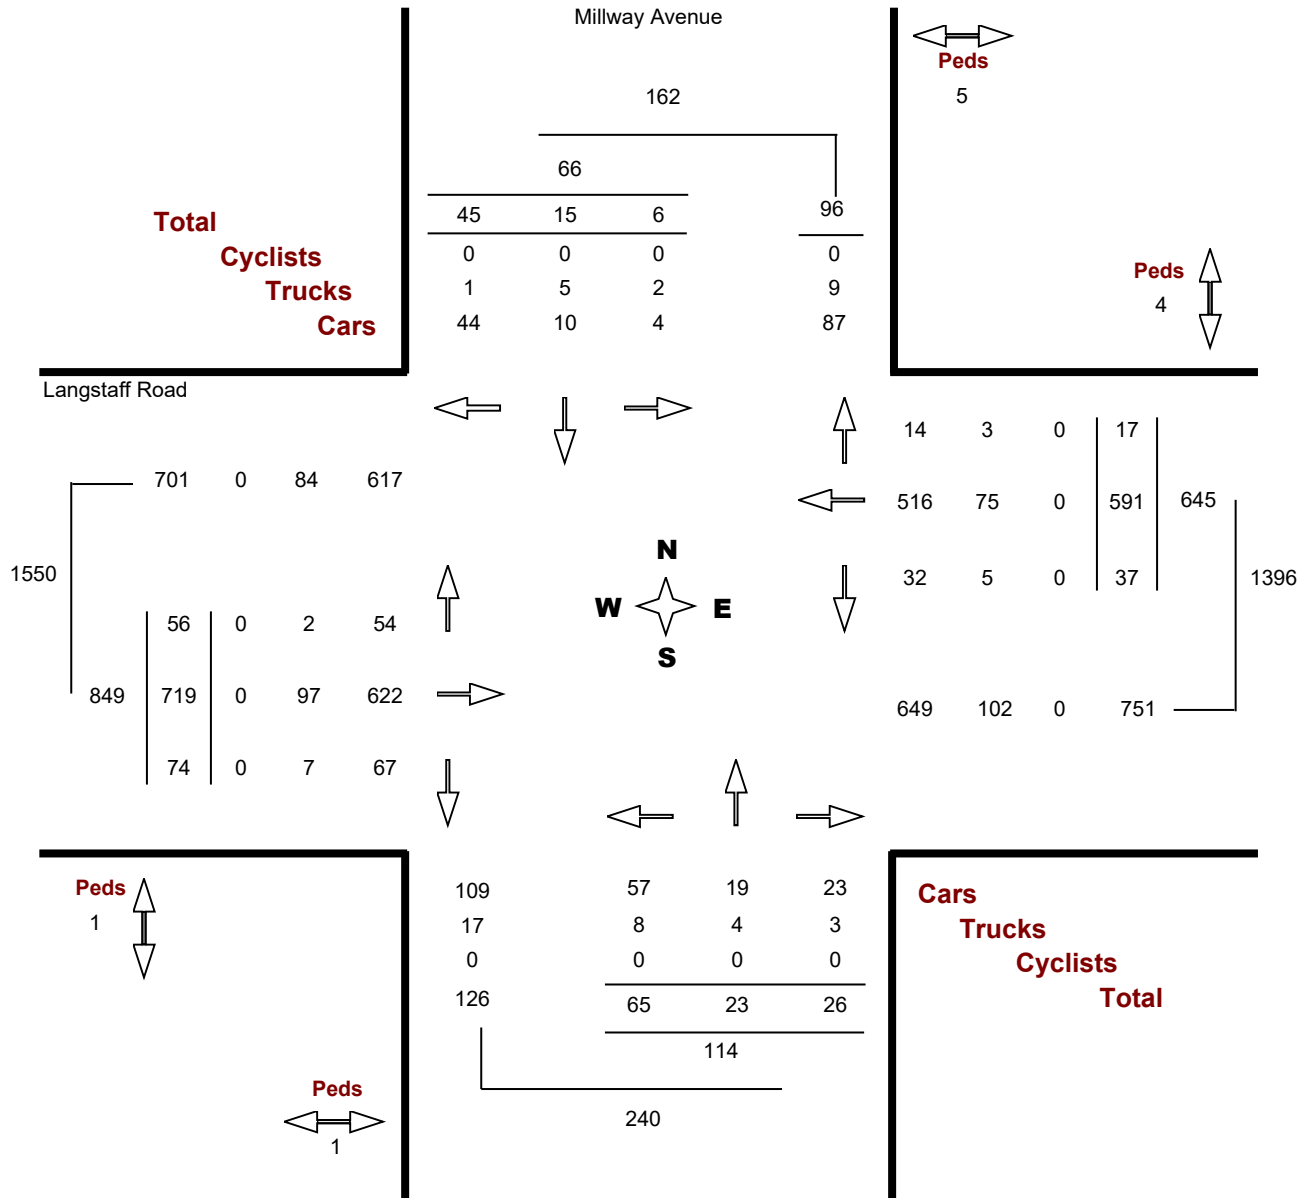 Millway Avenue
Peds
5
162
66
45 15 6 96
Total
0 0 0 0
Cyclists
1 5 2 9
Trucks
44 10 4 87
Cars
Peds
4
Langstaff Road
14 3 0 17
701 0 84 617
516 75 0 591 645
N
1550
32 5 0 37 1396
W E
56 0 2 54
S
849 719 0 97 622
649 102 0 751
74 0 7 67
Peds
1
109 57 19 23
Cars
17 8 4 3
Trucks
0 0 0 0
Cyclists
126 65 23 26
Total
114
Peds
1
240